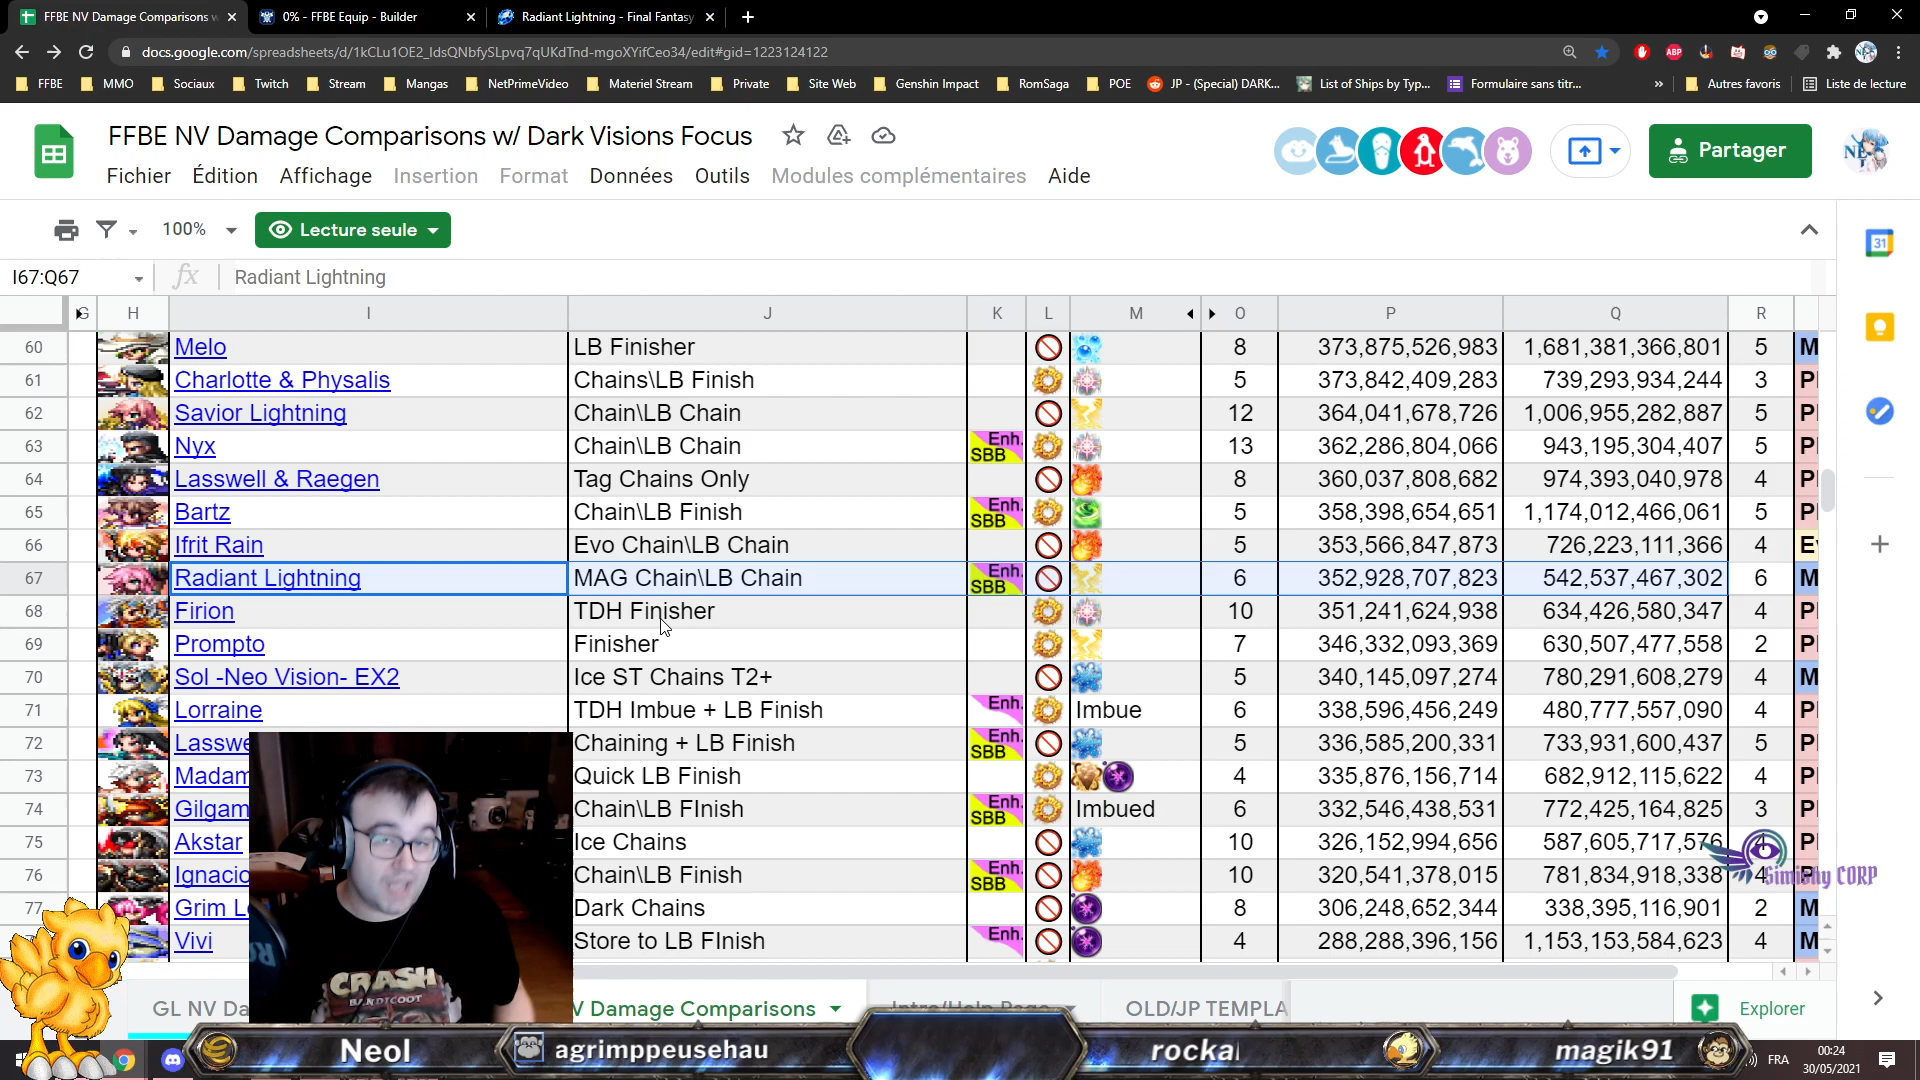 FFBE NV Damage Comparisons w
0% - FFBE Equip - Builder
Radiant Lightning - Final Fantasy
docs.google.com/spreadsheets/d/1kCLu1OE2_IdsQNbfySLpvq7qUKdTnd-mgoXYifCeo34/edit#gid=1223124122
FFBE MMO Sociaux Twitch Stream Mangas NetPrimeVideo Materiel Stream Private Site Web Genshin Impact RomSaga POE JP - (Special) DARK... List of Ships by Typ... Formulaire sans titr... » Autres favoris Liste de lecture
FFBE NV Damage Comparisons w/ Dark Visions Focus
Partager
Fichier Édition Affichage Insertion Format Données Outils Modules complémentaires Aide
100% Lecture seule
I67:Q67 fx Radiant Lightning
G H I J K L M O P Q R
60 Melo LB Finisher 8 373,875,526,983 1,681,381,366,801 5 M
61 Charlotte & Physalis Chains\LB Finish 5 373,842,409,283 739,293,934,244 3 P
62 Savior Lightning Chain\LB Chain 12 364,041,678,726 1,006,955,282,887 5 P
63 Nyx Chain\LB Chain Enh. SBB 13 362,286,804,066 943,195,304,407 5 P
64 Lasswell & Raegen Tag Chains Only 8 360,037,808,682 974,393,040,978 4 P
65 Bartz Chain\LB Finish Enh. SBB 5 358,398,654,651 1,174,012,466,061 5 P
66 Ifrit Rain Evo Chain\LB Chain 5 353,566,847,873 726,223,111,366 4 E
67 Radiant Lightning MAG Chain\LB Chain Enh. SBB 6 352,928,707,823 542,537,467,302 6 M
68 Firion TDH Finisher 10 351,241,624,938 634,426,580,347 4 P
69 Prompto Finisher 7 346,332,093,369 630,507,477,558 2 P
70 Sol -Neo Vision- EX2 Ice ST Chains T2+ 5 340,145,097,274 780,291,608,279 4 M
71 Lorraine TDH Imbue + LB Finish Enh. Imbue 6 338,596,456,249 480,777,557,090 4 P
72 Lasswe Chaining + LB Finish Enh. SBB 5 336,585,200,331 733,931,600,437 5 P
73 Madam Quick LB Finish 4 335,876,156,714 682,912,115,622 4 P
74 Gilgam Chain\LB FInish Enh. SBB Imbued 6 332,546,438,531 772,425,164,825 3 P
75 Akstar Ice Chains 10 326,152,994,656 587,605,717,576 4 P
76 Ignacio Chain\LB Finish Enh. SBB 10 320,541,378,015 781,834,918,338 4 P
77 Grim L Dark Chains 8 306,248,652,344 338,395,116,901 2 M
Vivi Store to LB FInish Enh. 4 288,288,396,156 1,153,153,584,623 4 M
Simishy CORP
CRASH
BANDICOOT
GL NV Da V Damage Comparisons Intro/Help Page OLD/JP TEMPLA Explorer
Neol agrimppeusehau rockal magik91
FRA 00:24
30/05/2021